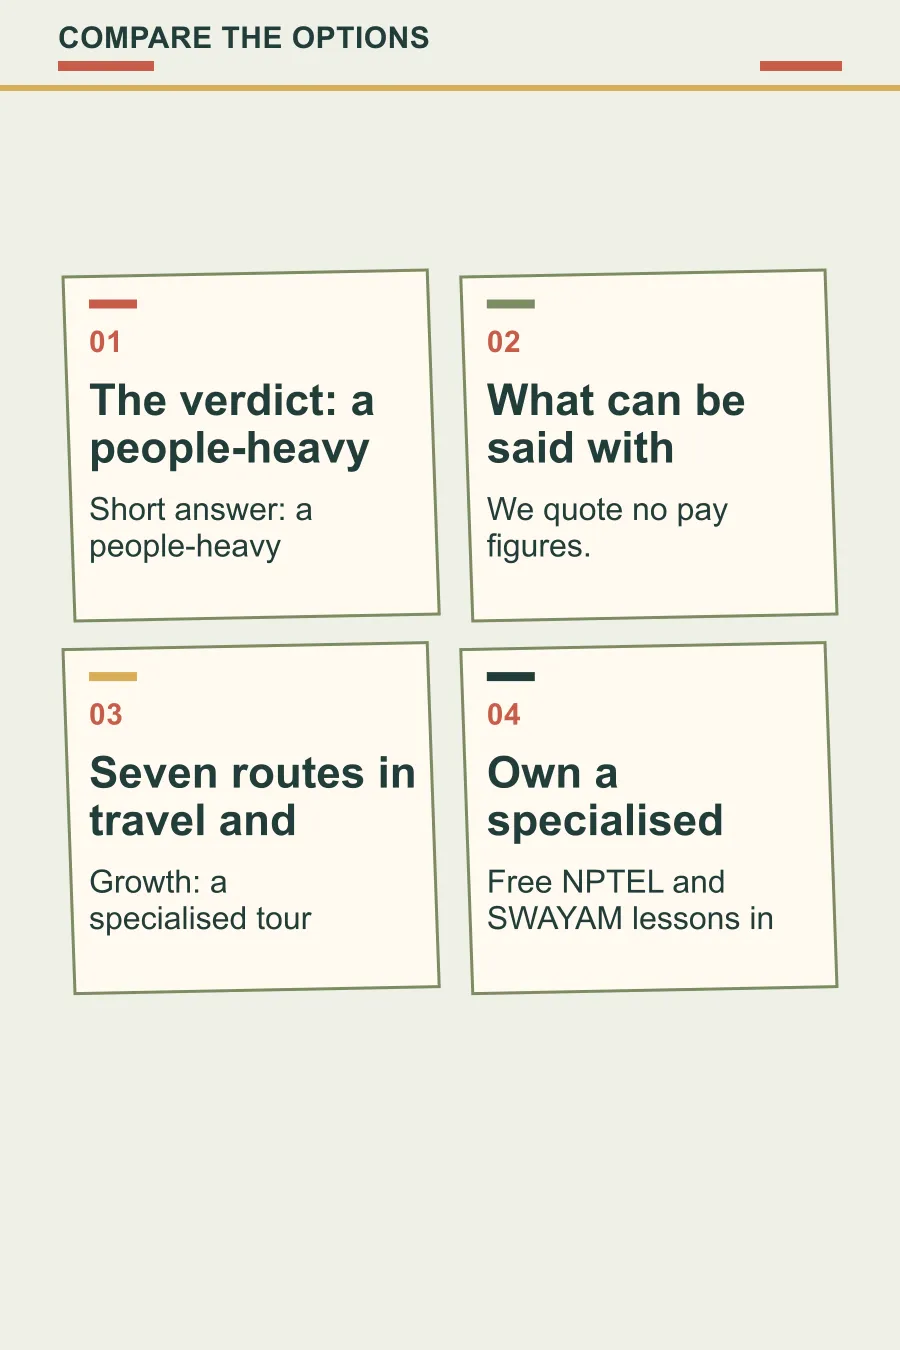 COMPARE THE OPTIONS
01
The verdict: a
people-heavy
Short answer: a
people-heavy
02
What can be
said with
We quote no pay
figures.
03
Seven routes in
travel and
Growth: a
specialised tour
04
Own a
specialised
Free NPTEL and
SWAYAM lessons in